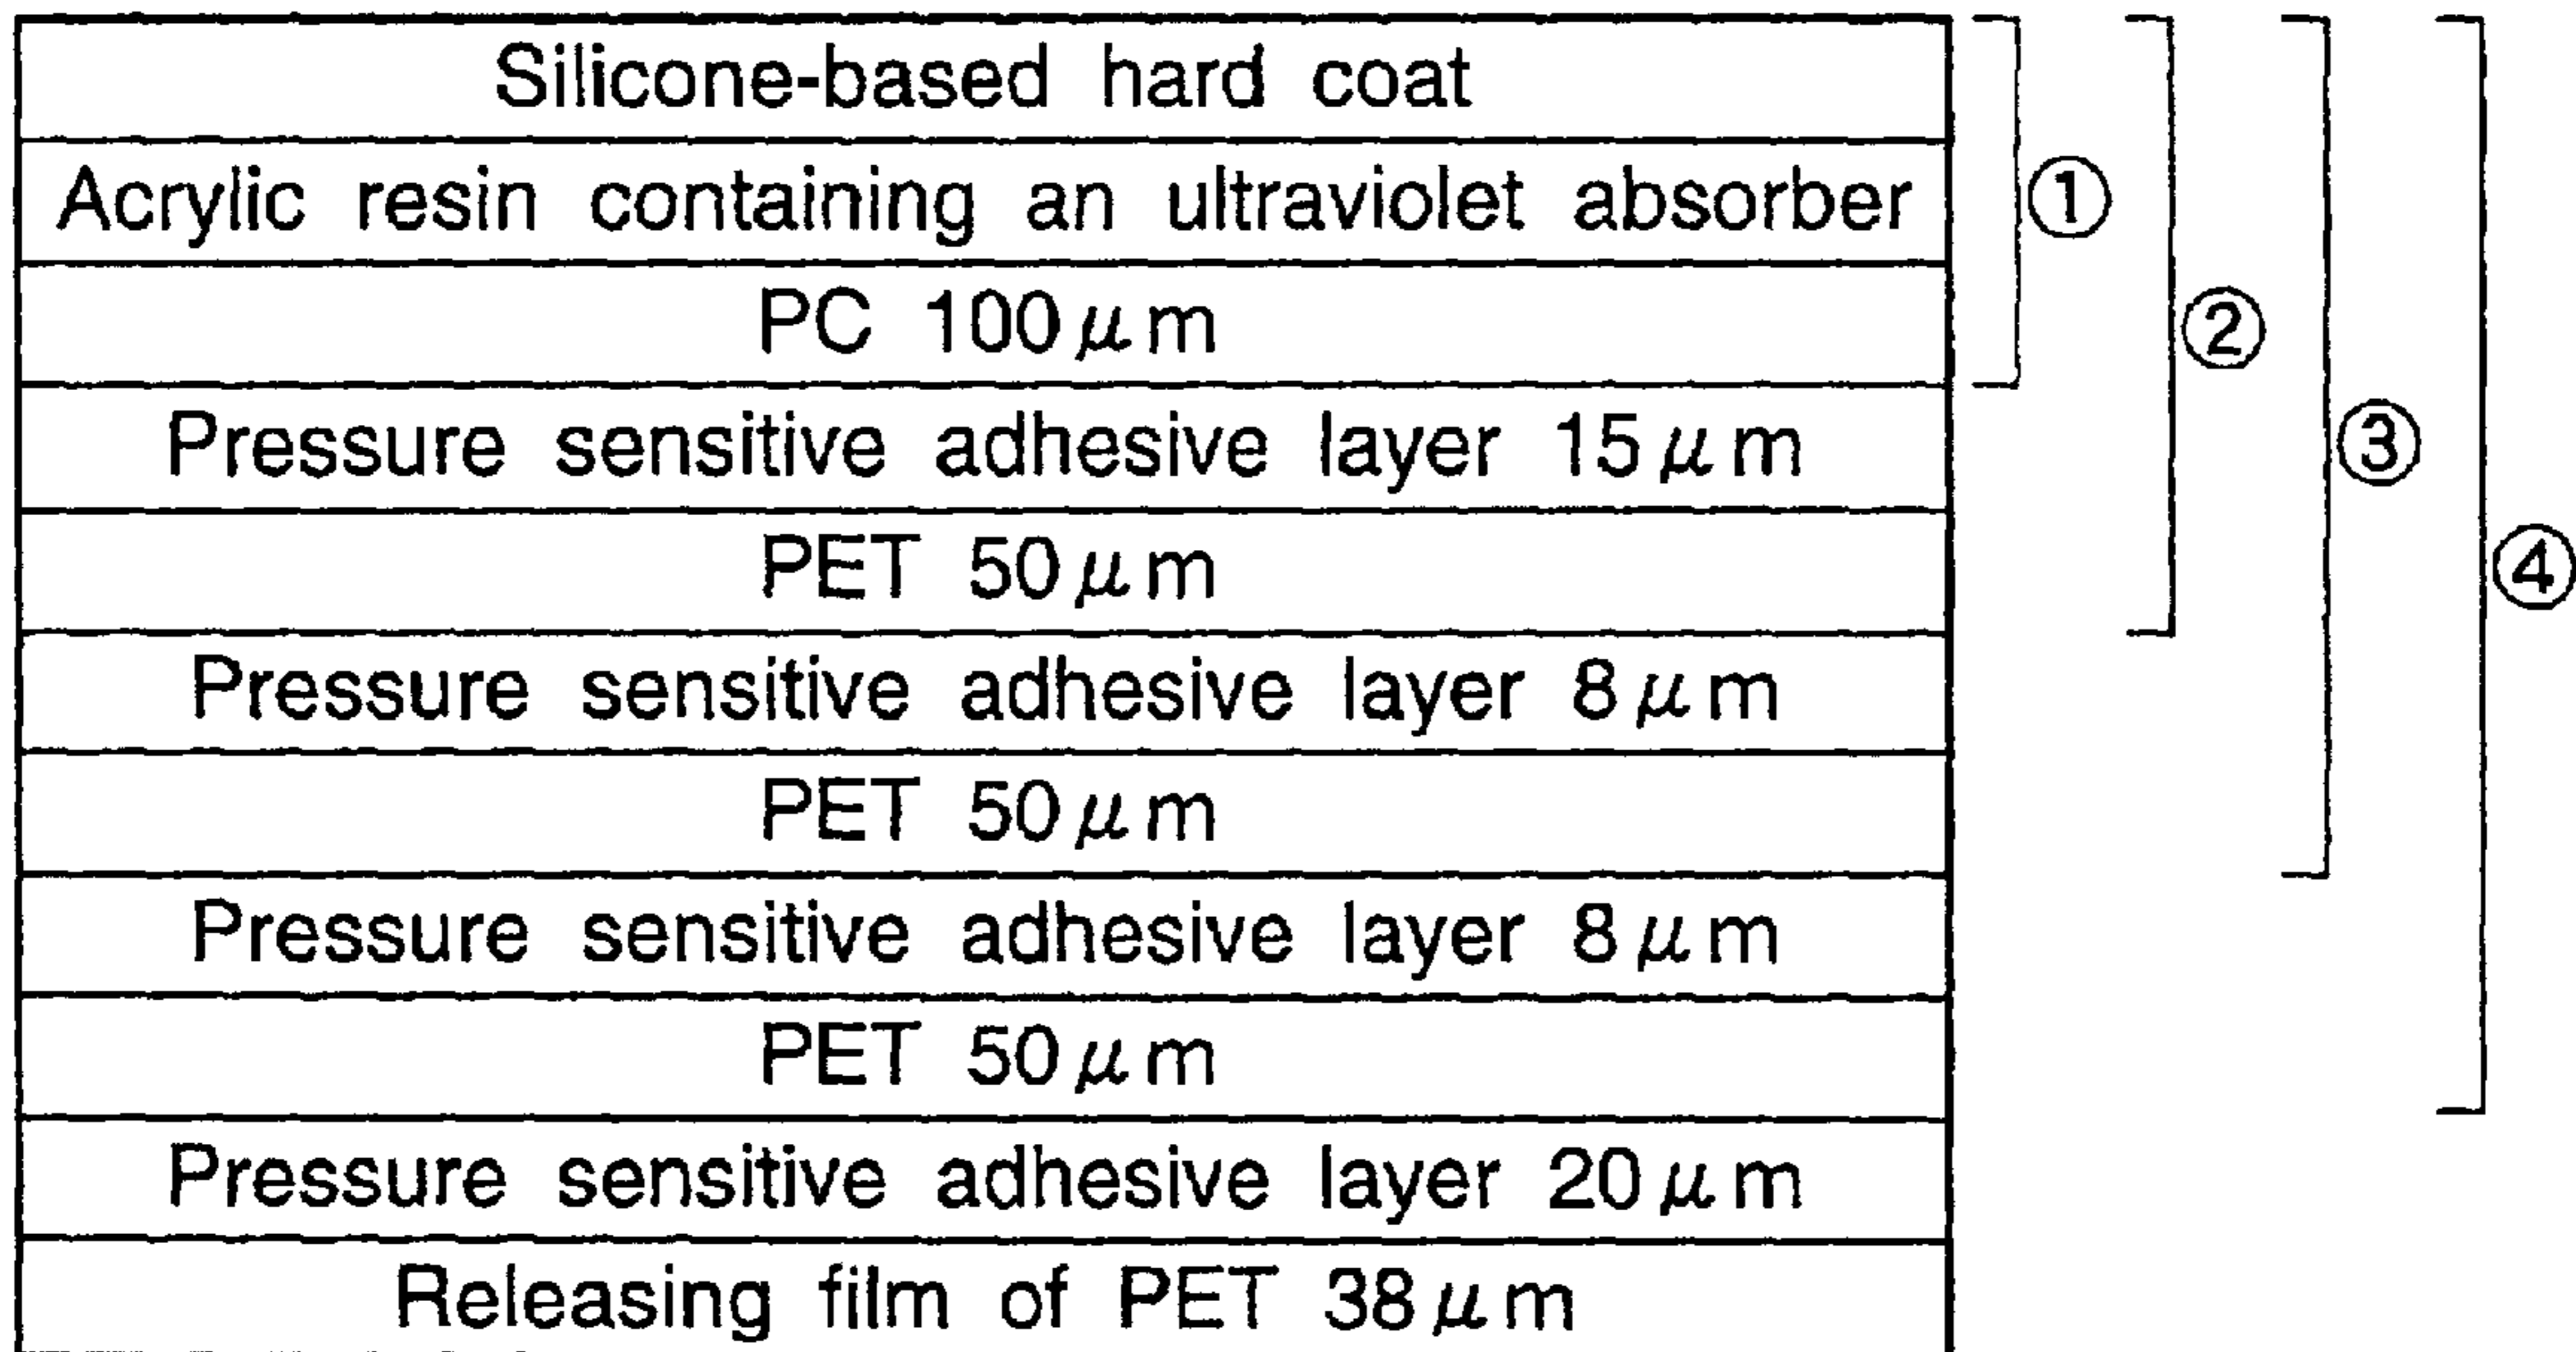 Silicone-based hard coat
Acrylic resin containing an ultraviolet absorber
①
PC 100μm
②
Pressure sensitive adhesive layer 15μm
③
PET 50μm
④
Pressure sensitive adhesive layer 8μm
PET 50μm
Pressure sensitive adhesive layer 8μm
PET 50μm
Pressure sensitive adhesive layer 20μm
Releasing film of PET 38μm